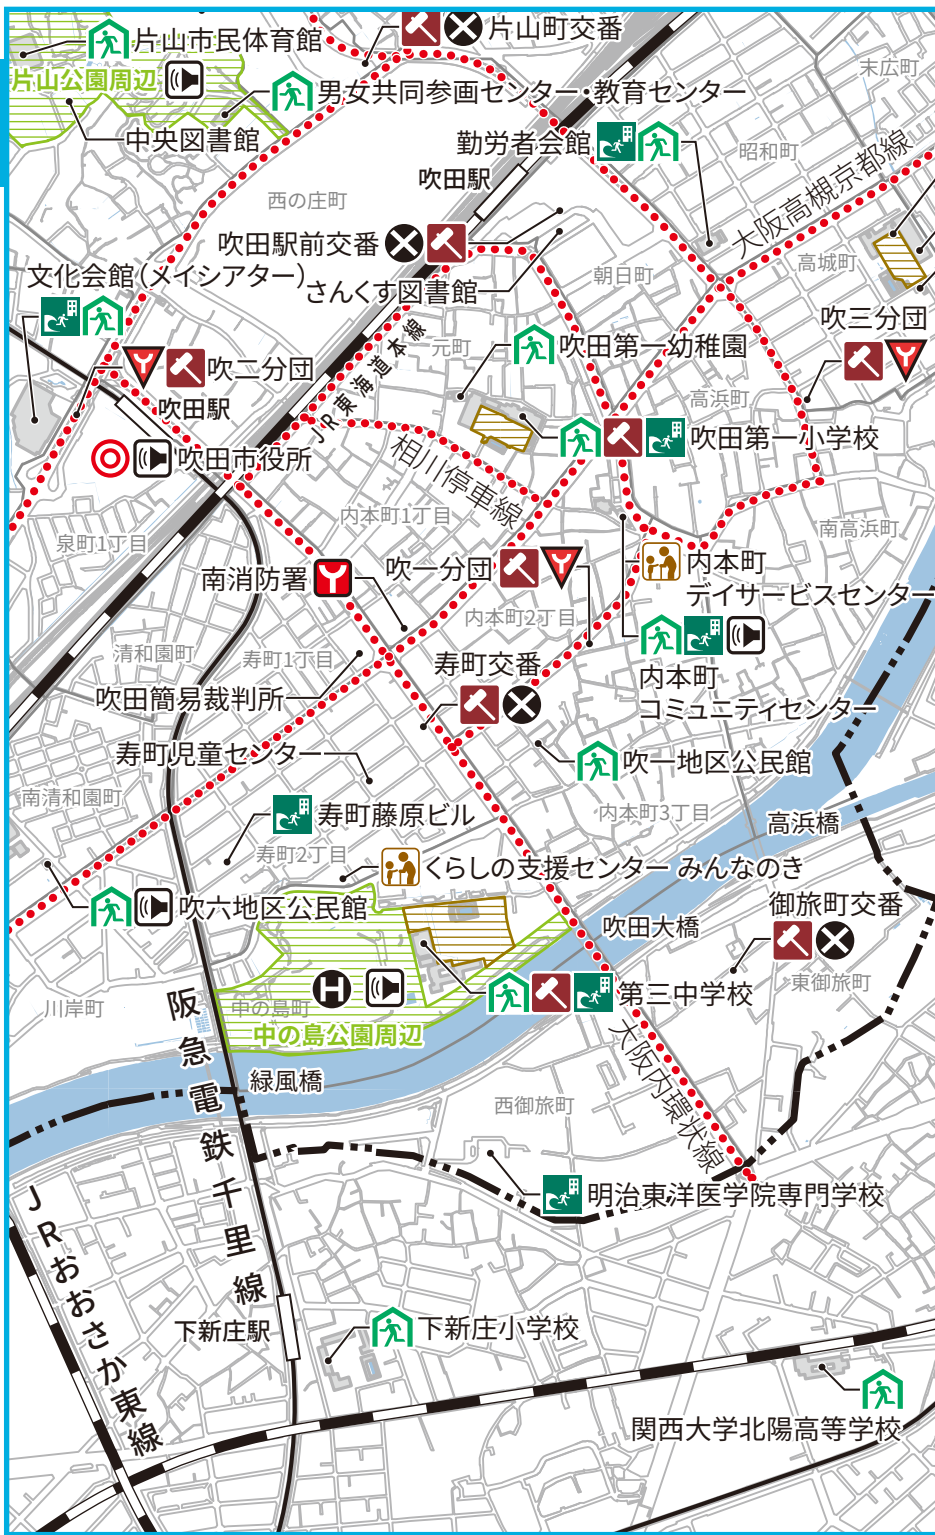 片山町交番
片山市民体育館
末広町
片山公園周辺
男女共同参画センター・教育センター
中央図書館
勤労者会館
昭和町
吹田駅
大阪高槻京都線
西の庄町
吹田駅前交番
高城町
文化会館(メイシアター)
朝日町
さんくす図書館
吹三分団
JR東海道本線
元町
吹田第一幼稚園
吹二分団
吹田駅
高浜町
吹田第一小学校
吹田市役所
相川停車線
内本町1丁目
南高浜町
泉町1丁目
南消防署
吹一分団
内本町
デイサービスセンター
内本町2丁目
清和園町
寿町1丁目
寿町交番
内本町
コミュニティセンター
吹田簡易裁判所
寿町児童センター
吹一地区公民館
南清和園町
寿町藤原ビル
内本町3丁目
高浜橋
寿町2丁目
くらしの支援センター みんなのき
吹六地区公民館
御旅町交番
吹田大橋
東御旅町
H
第三中学校
川岸町
中の島町
中の島公園周辺
阪急電鉄千里線
大阪内環状線
緑風橋
西御旅町
明治東洋医学院専門学校
JRおおさか東線
下新庄駅
下新庄小学校
関西大学北陽高等学校